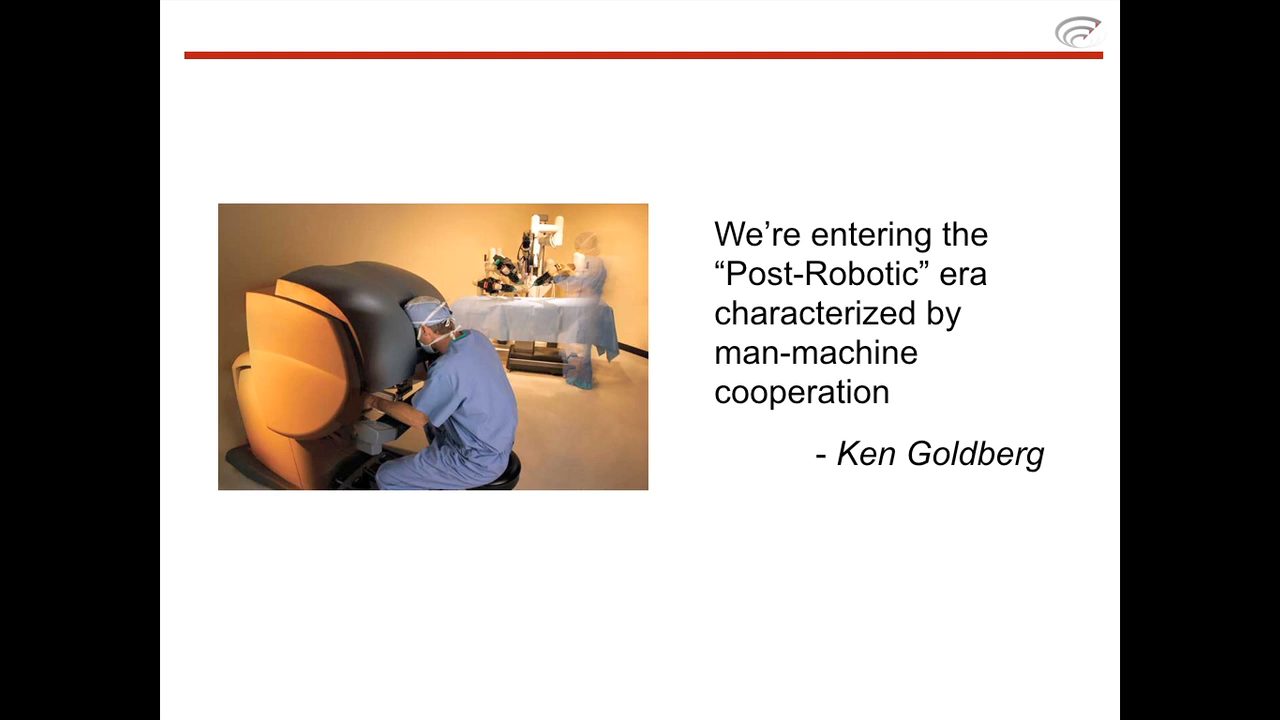 We’re entering the
“Post-Robotic” era
characterized by
man-machine
cooperation
- Ken Goldberg